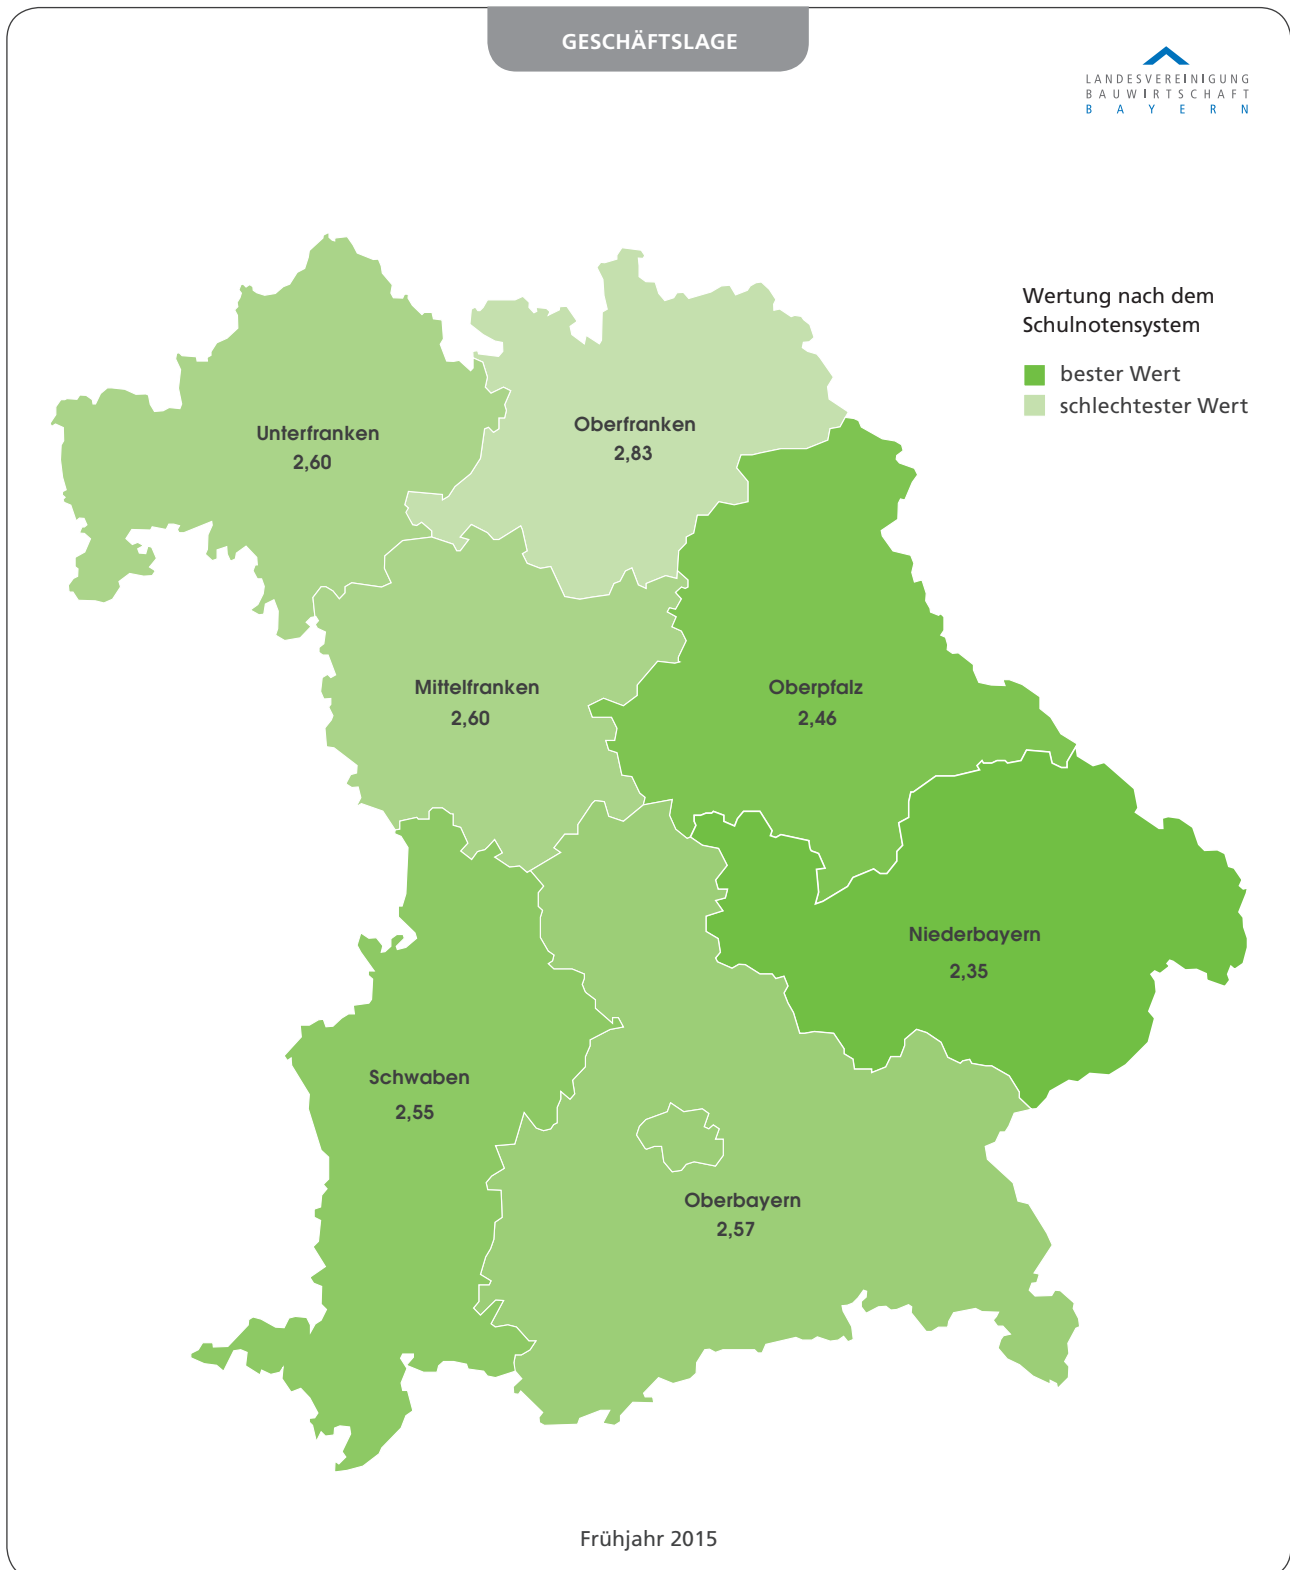 GESCHÄFTSLAGE
LANDESVEREINIGUNG
BAUWIRTSCHAFT
BAYERN
Wertung nach dem
Schulnotensystem
bester Wert
schlechtester Wert
Unterfranken
2,60
Oberfranken
2,83
Mittelfranken
2,60
Oberpfalz
2,46
Niederbayern
2,35
Schwaben
2,55
Oberbayern
2,57
Frühjahr 2015